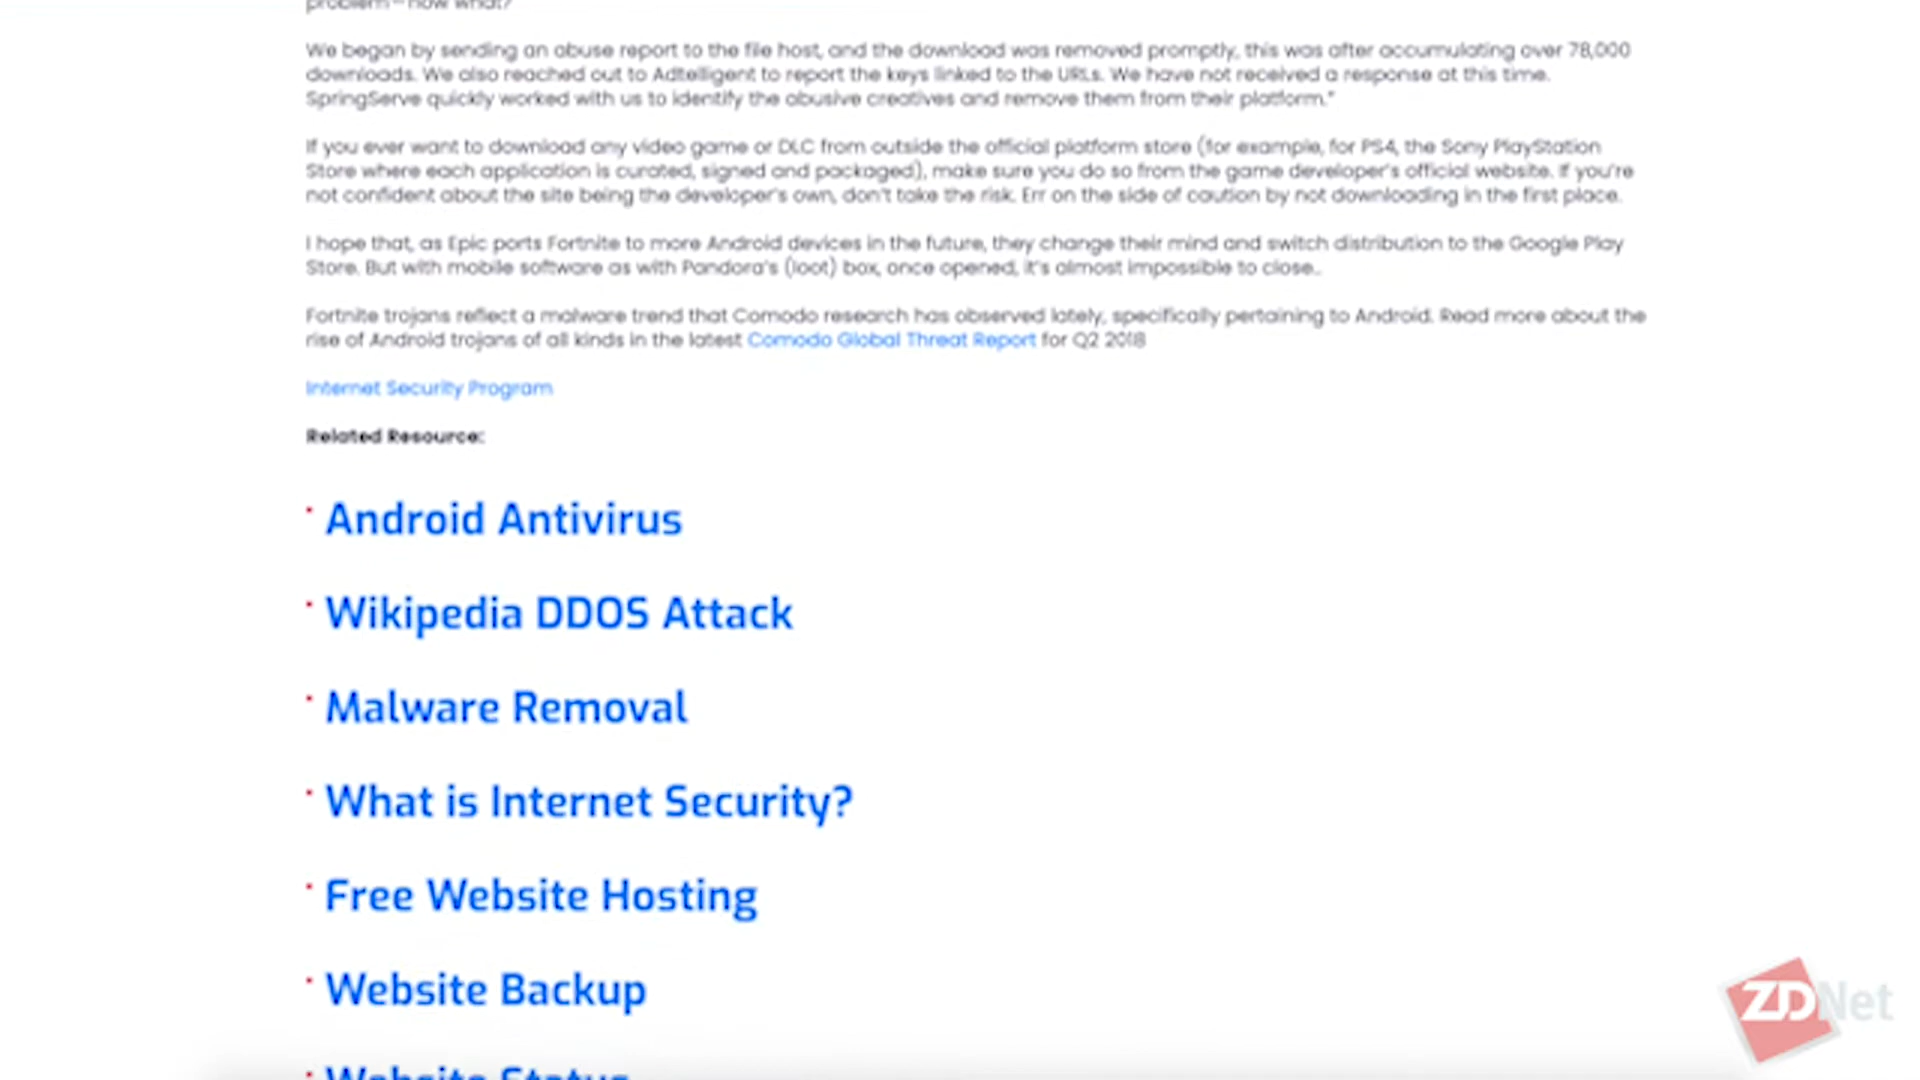 problem—now what?
We began by sending an abuse report to the file host, and the download was removed promptly, this was after accumulating over 78,000
downloads. We also reached out to Adtelligent to report the keys linked to the URLs. We have not received a response at this time.
SpringServe quickly worked with us to identify the abusive creatives and remove them from their platform."
If you ever want to download any video game or DLC from outside the official platform store (for example, for PS4, the Sony PlayStation
Store where each application is curated, signed and packaged), make sure you do so from the game developer's official website. If you're
not confident about the site being the developer's own, don't take the risk. Err on the side of caution by not downloading in the first place.
I hope that, as Epic ports Fortnite to more Android devices in the future, they change their mind and switch distribution to the Google Play
Store. But with mobile software as with Pandora's (loot) box, once opened, it's almost impossible to close..
Fortnite trojans reflect a malware trend that Comodo research has observed lately, specifically pertaining to Android. Read more about the
rise of Android trojans of all kinds in the latest Comodo Global Threat Report for Q2 2018
Internet Security Program
Related Resource:
Android Antivirus
Wikipedia DDOS Attack
Malware Removal
What is Internet Security?
Free Website Hosting
Website Backup
Website Status
ZDNet